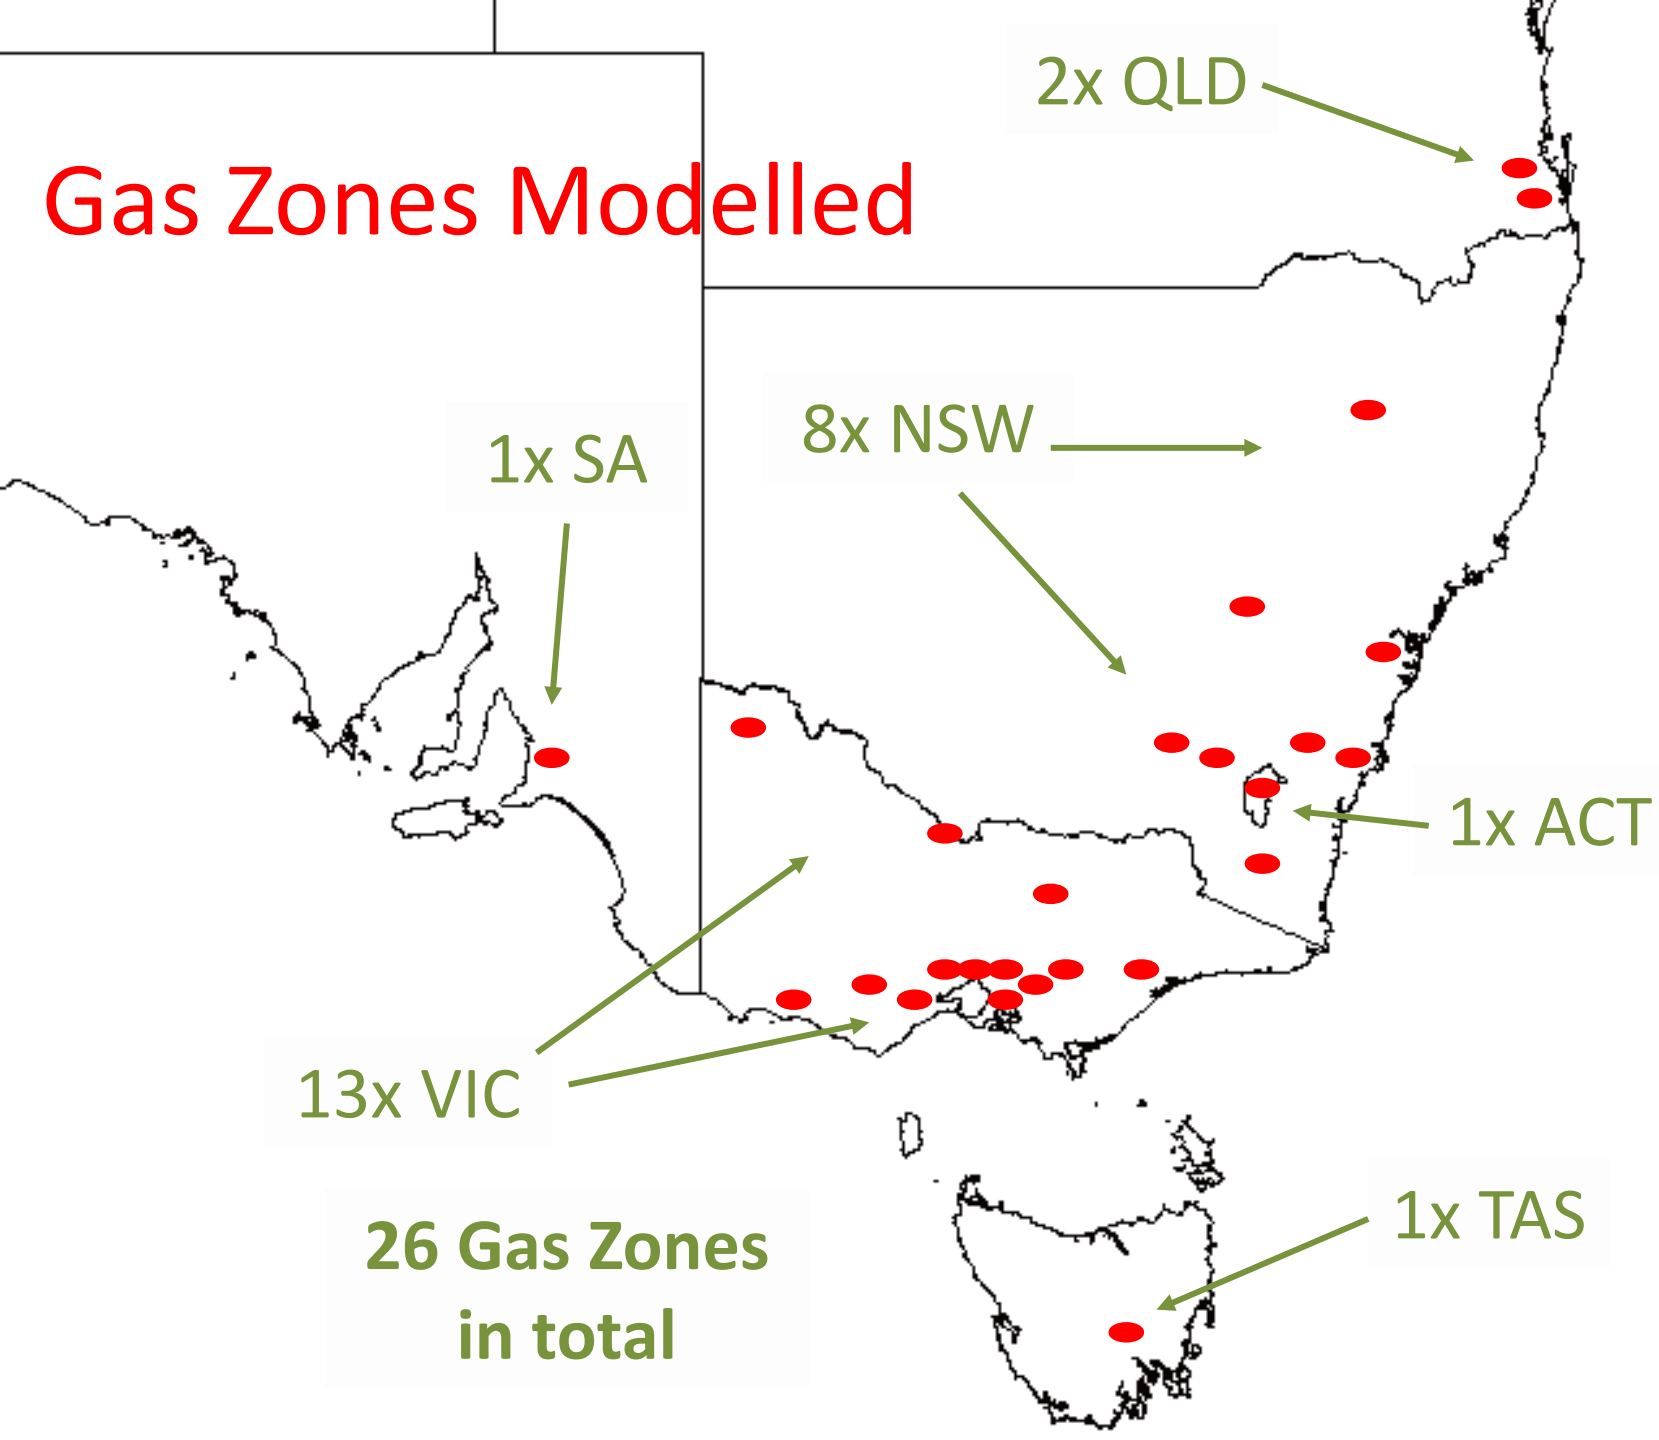 2x QLD
Gas Zones Modelled
8x NSW
1x SA
1x ACT
13x VIC
1x TAS
26 Gas Zones
in total